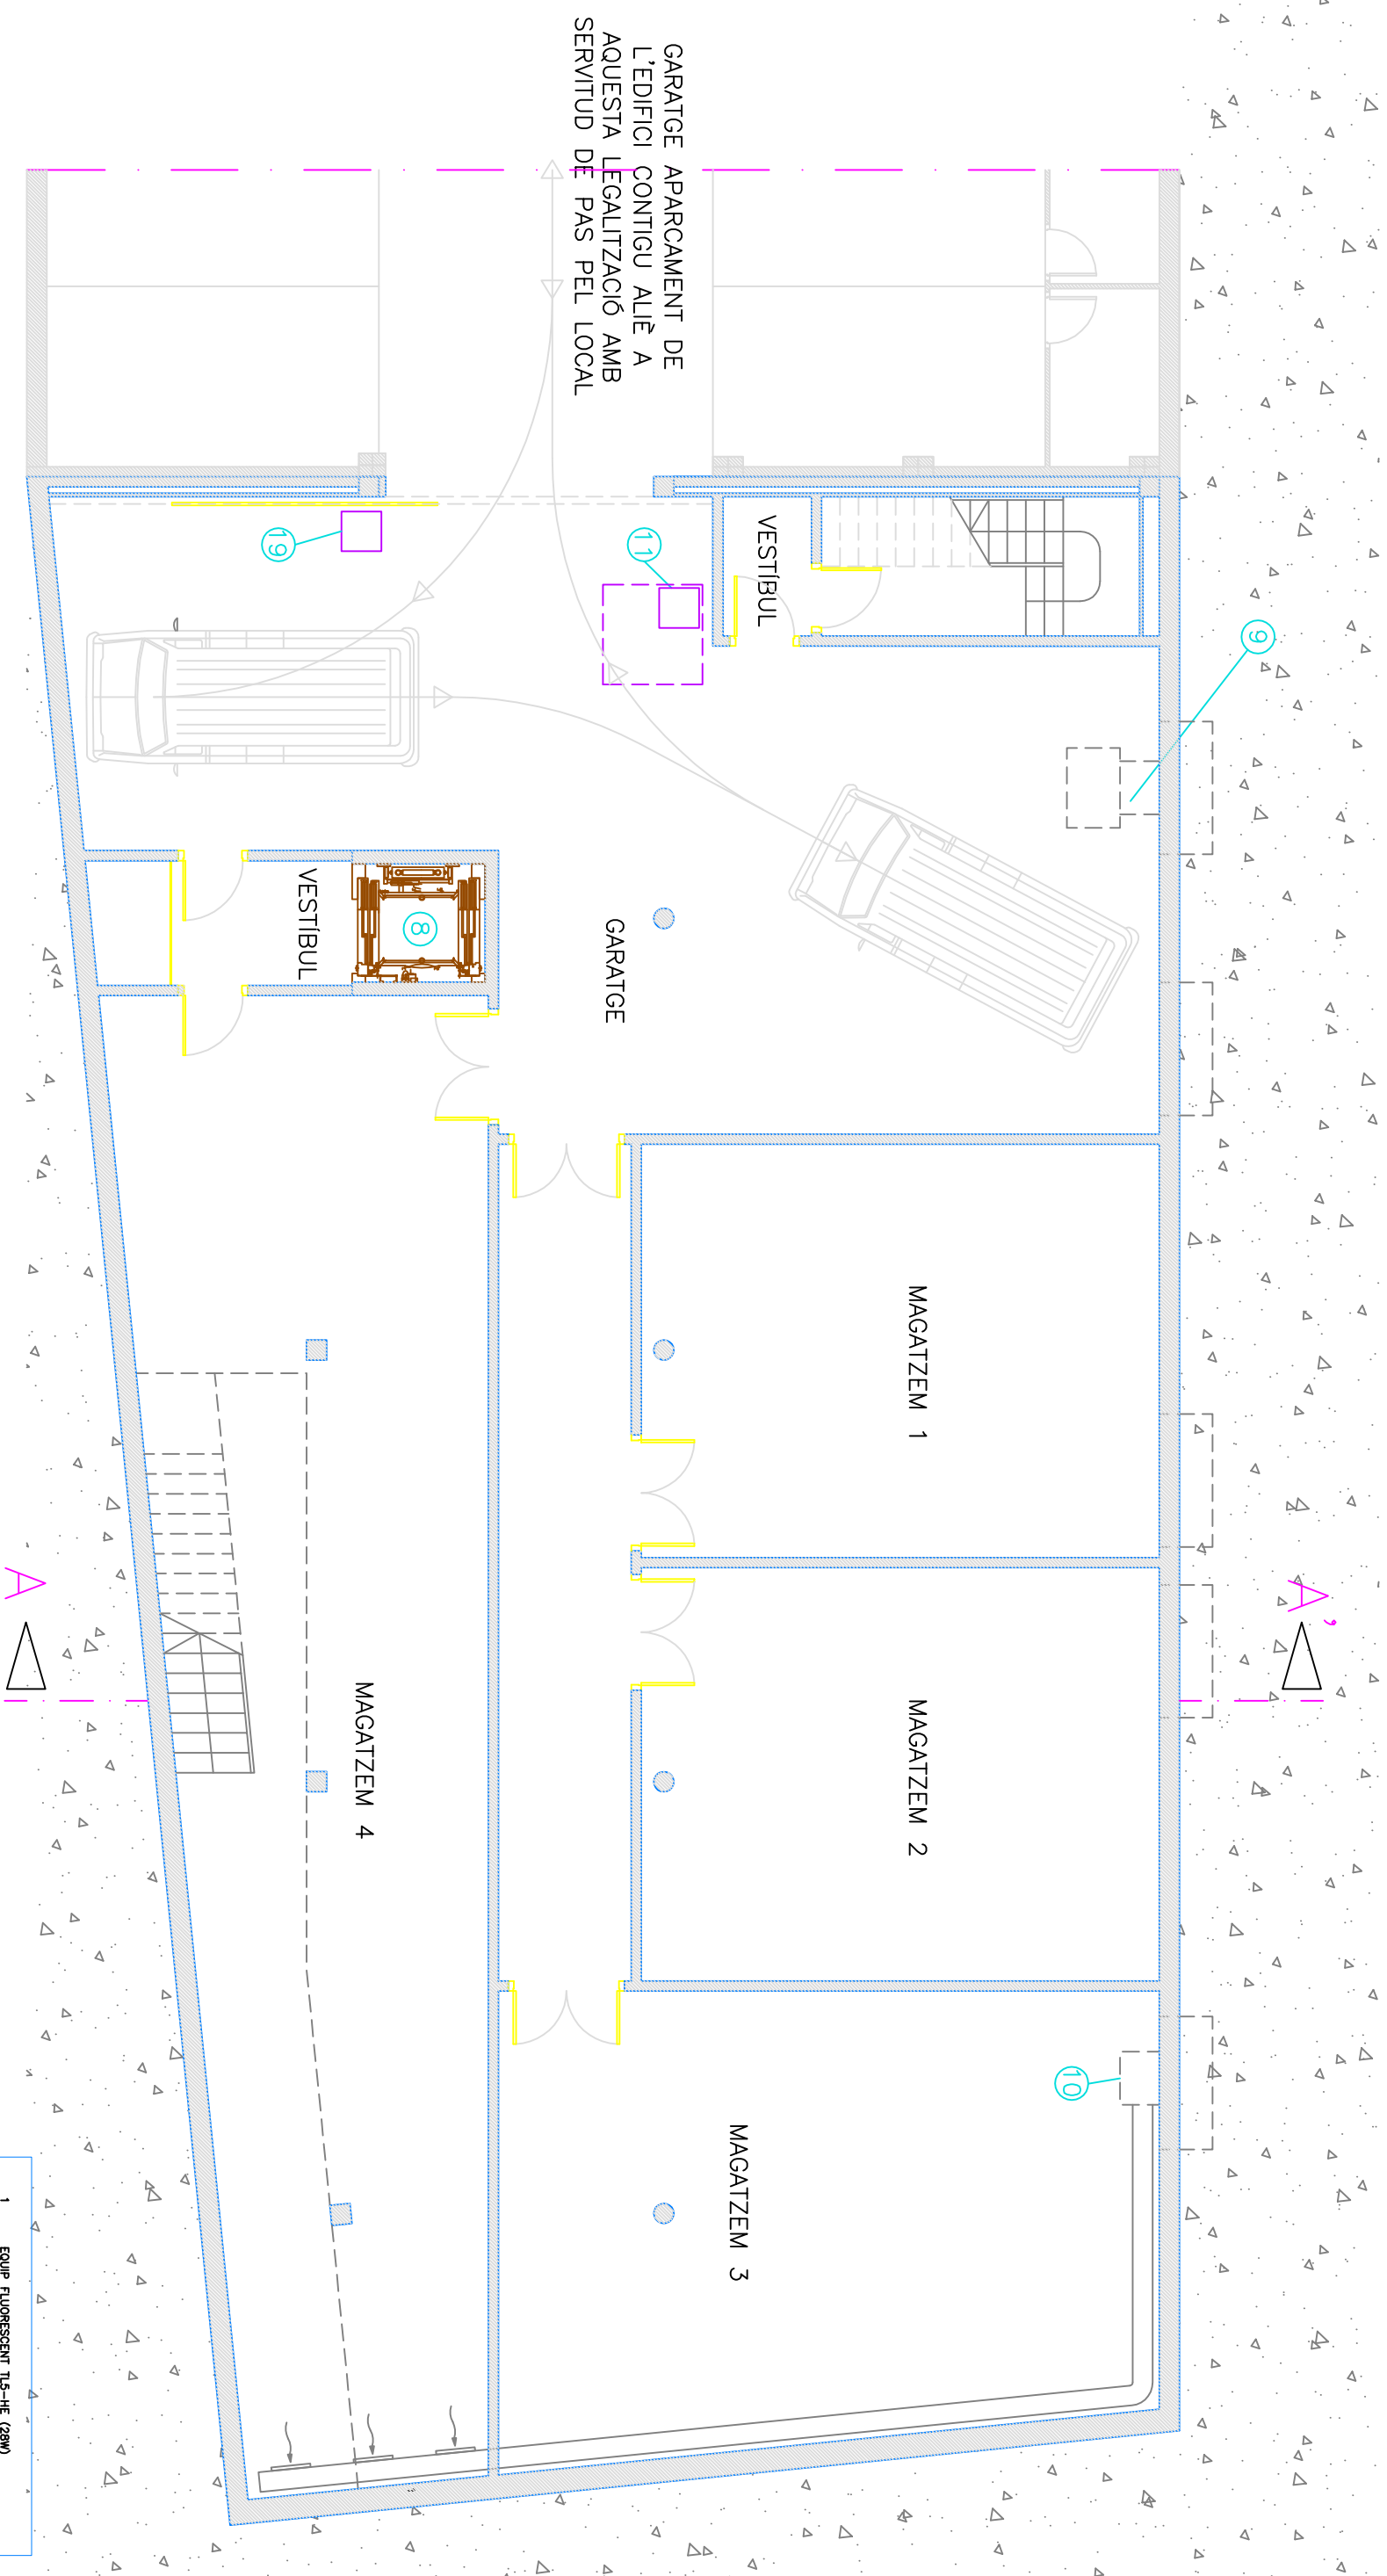 GARATGE APARCAMENT DE
L'EDIFICI CONTIGU ALIÈ A
AQUESTA LEGALITZACIÓ AMB
SERVITUD DE PAS PEL LOCAL
9
VESTÍBUL
11
19
VESTÍBUL
8
GARATGE
MAGATZEM 1
A'
MAGATZEM 2
MAGATZEM 4
A
10
MAGATZEM 3
1 EQUIP FLUORESCENT TL5-HE (28W)